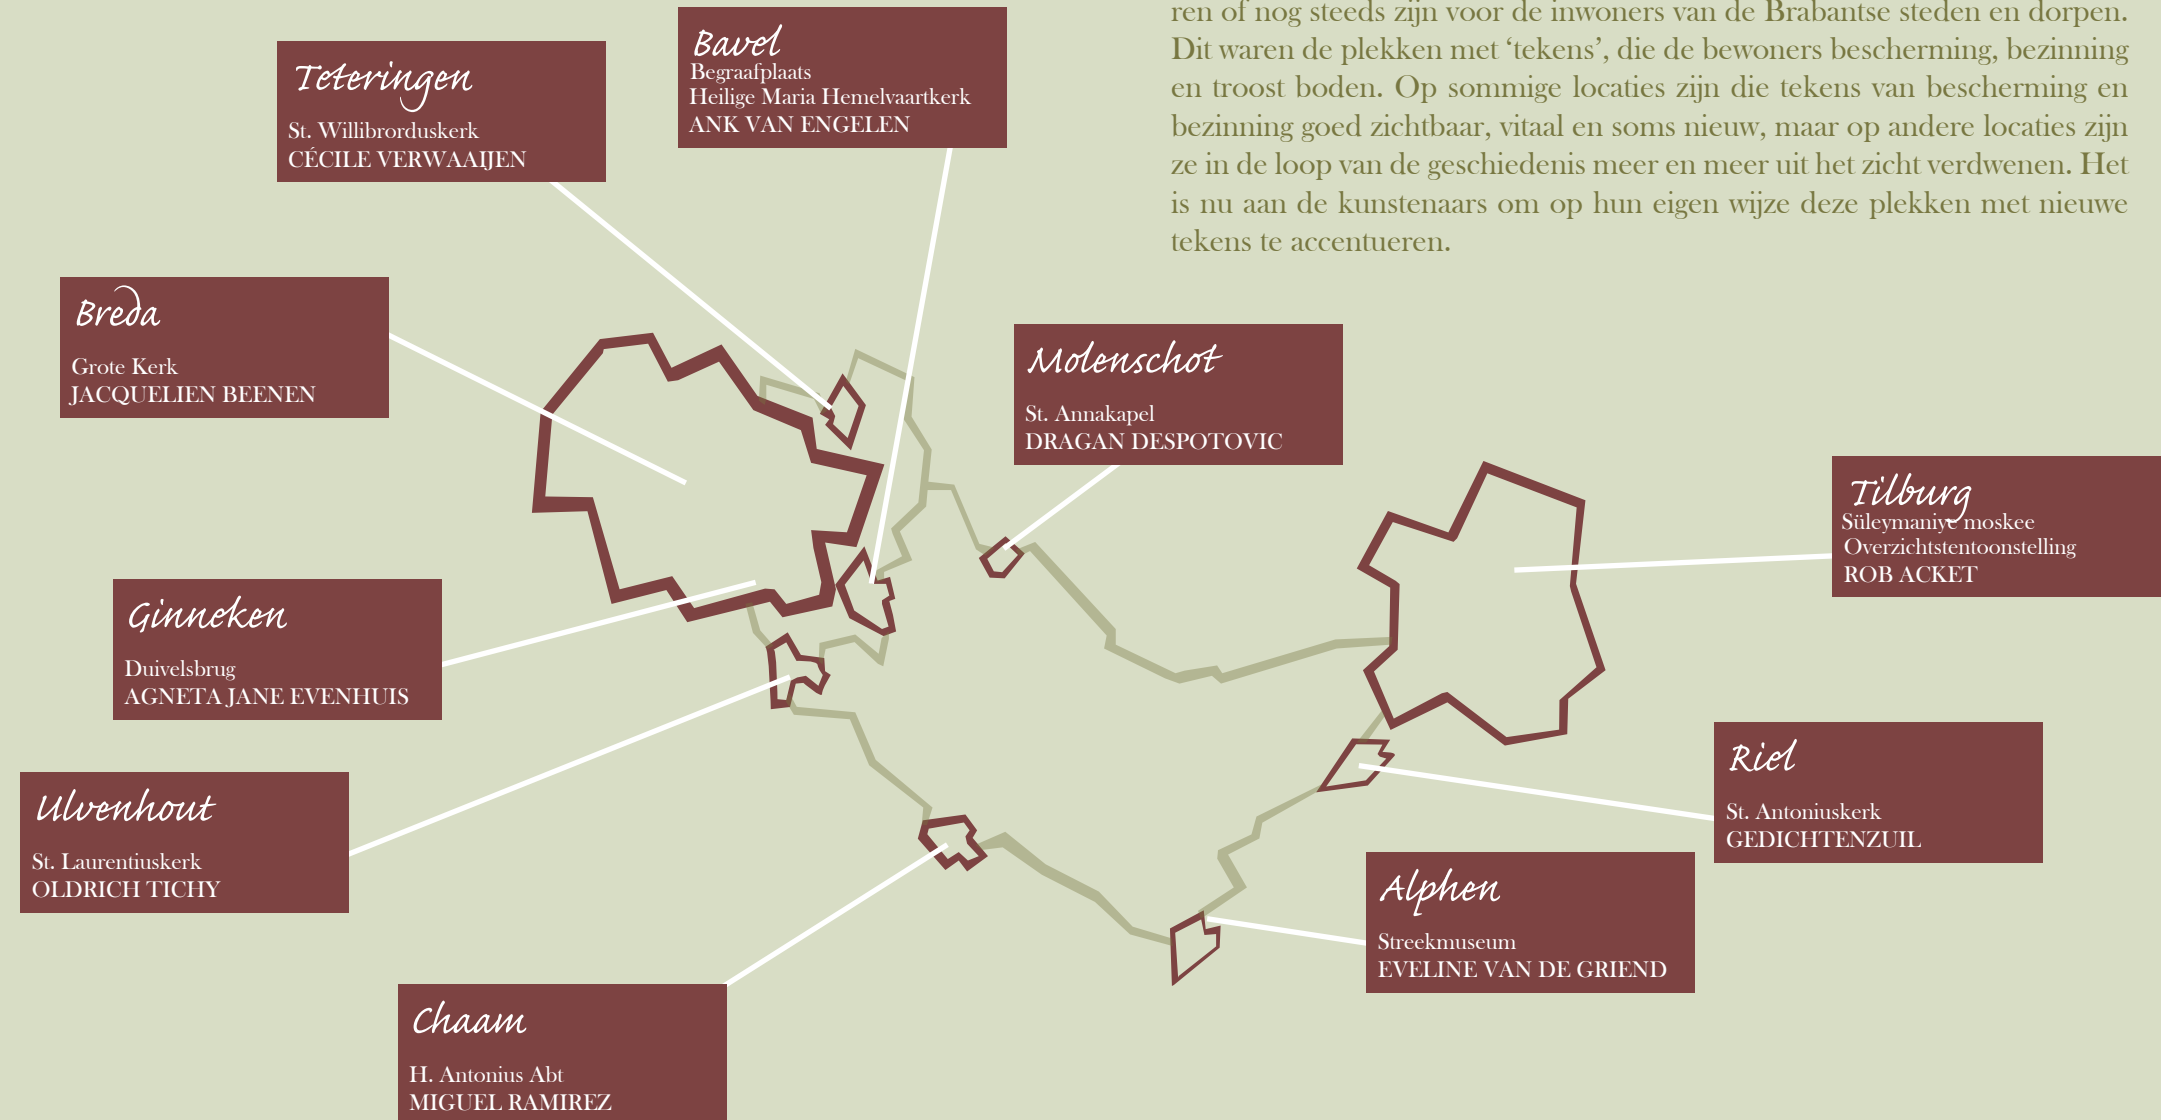 ren of nog steeds zijn voor de inwoners van de Brabantse steden en dorpen.
Dit waren de plekken met ‘tekens’, die de bewoners bescherming, bezinning
en troost boden. Op sommige locaties zijn die tekens van bescherming en
bezinning goed zichtbaar, vitaal en soms nieuw, maar op andere locaties zijn
ze in de loop van de geschiedenis meer en meer uit het zicht verdwenen. Het
is nu aan de kunstenaars om op hun eigen wijze deze plekken met nieuwe
tekens te accentueren.
Bavel
Begraafplaats
Heilige Maria Hemelvaartkerk
ANK VAN ENGELEN
Teteringen
St. Willibrorduskerk
CÉCILE VERWAAIJEN
Breda
Grote Kerk
JACQUELIEN BEENEN
Molenschot
St. Annakapel
DRAGAN DESPOTOVIC
Tilburg
Süleymaniye moskee
Overzichtstentoonstelling
ROB ACKET
Ginneken
Duivelsbrug
AGNETA JANE EVENHUIS
Riel
St. Antoniuskerk
GEDICHTENZUIL
Ulvenhout
St. Laurentiuskerk
OLDRICH TICHY
Alphen
Streekmuseum
EVELINE VAN DE GRIEND
Chaam
H. Antonius Abt
MIGUEL RAMIREZ